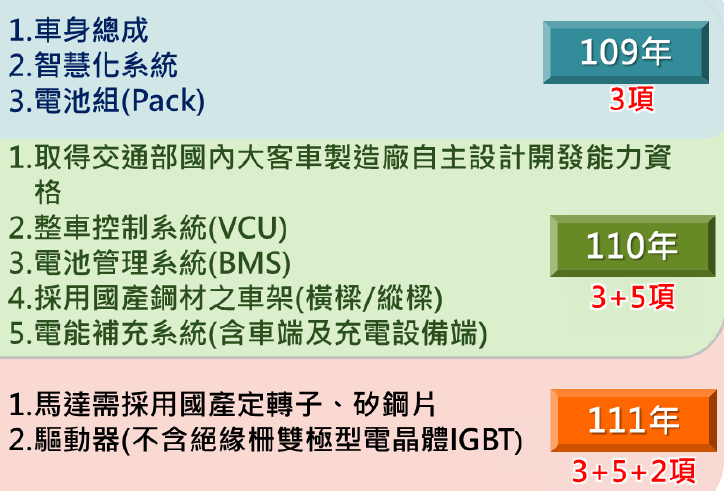 1.車身總成
2.智慧化系統
3.電池組(Pack)
109年
3項
1.取得交通部國內大客車製造廠自主設計開發能力資
格
2.整車控制系統(VCU)
3.電池管理系統(BMS)
4.採用國產鋼材之車架(橫樑/縱樑)
5.電能補充系統(含車端及充電設備端)
110年
3+5項
1.馬達需採用國產定轉子、矽鋼片
2.驅動器(不含絕緣柵雙極型電晶體IGBT)
111年
3+5+2項